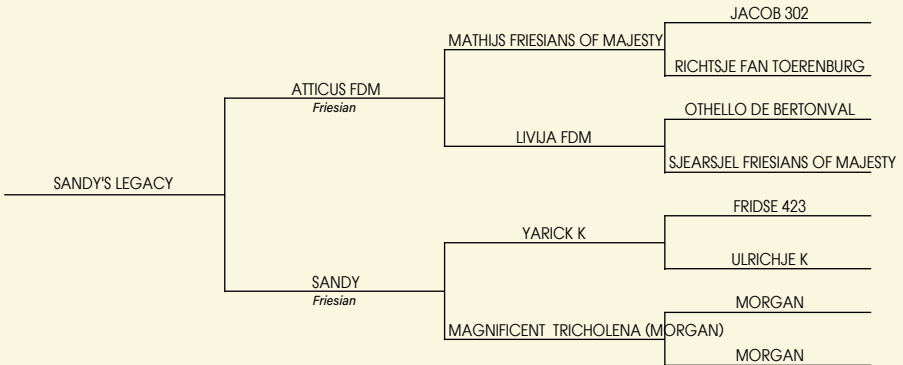 JACOB 302
MATHIJS FRIESIANS OF MAJESTY
RICHTSJE FAN TOERENBURG
ATTICUS FDM
Friesian
OTHELLO DE BERTONVAL
LIVIJA FDM
SJEARSJEL FRIESIANS OF MAJESTY
SANDY'S LEGACY
FRIDSE 423
YARICK K
ULRICHJE K
SANDY
Friesian
MORGAN
MAGNIFICENT TRICHOLENA (MORGAN)
MORGAN